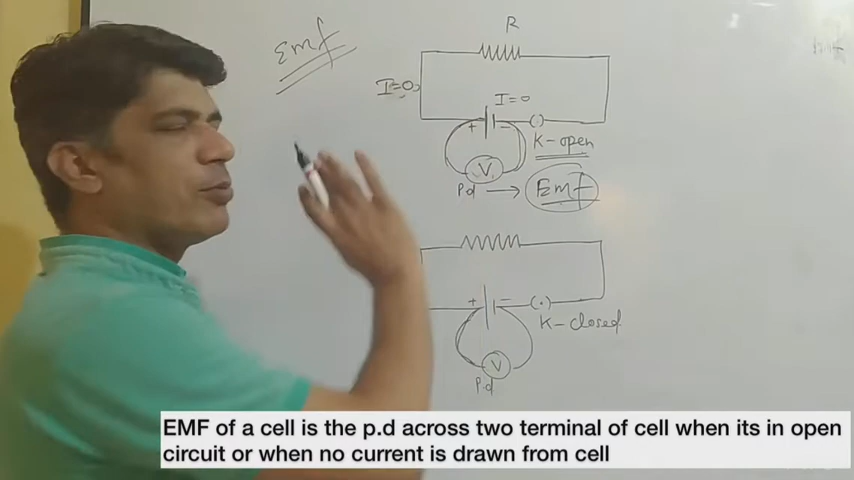 Emf
R
I=0
I=0
+ -
K-open
V
Pd → Emf
+ -
K-closed
V
P.d
EMF of a cell is the p.d across two terminal of cell when its in open
circuit or when no current is drawn from cell